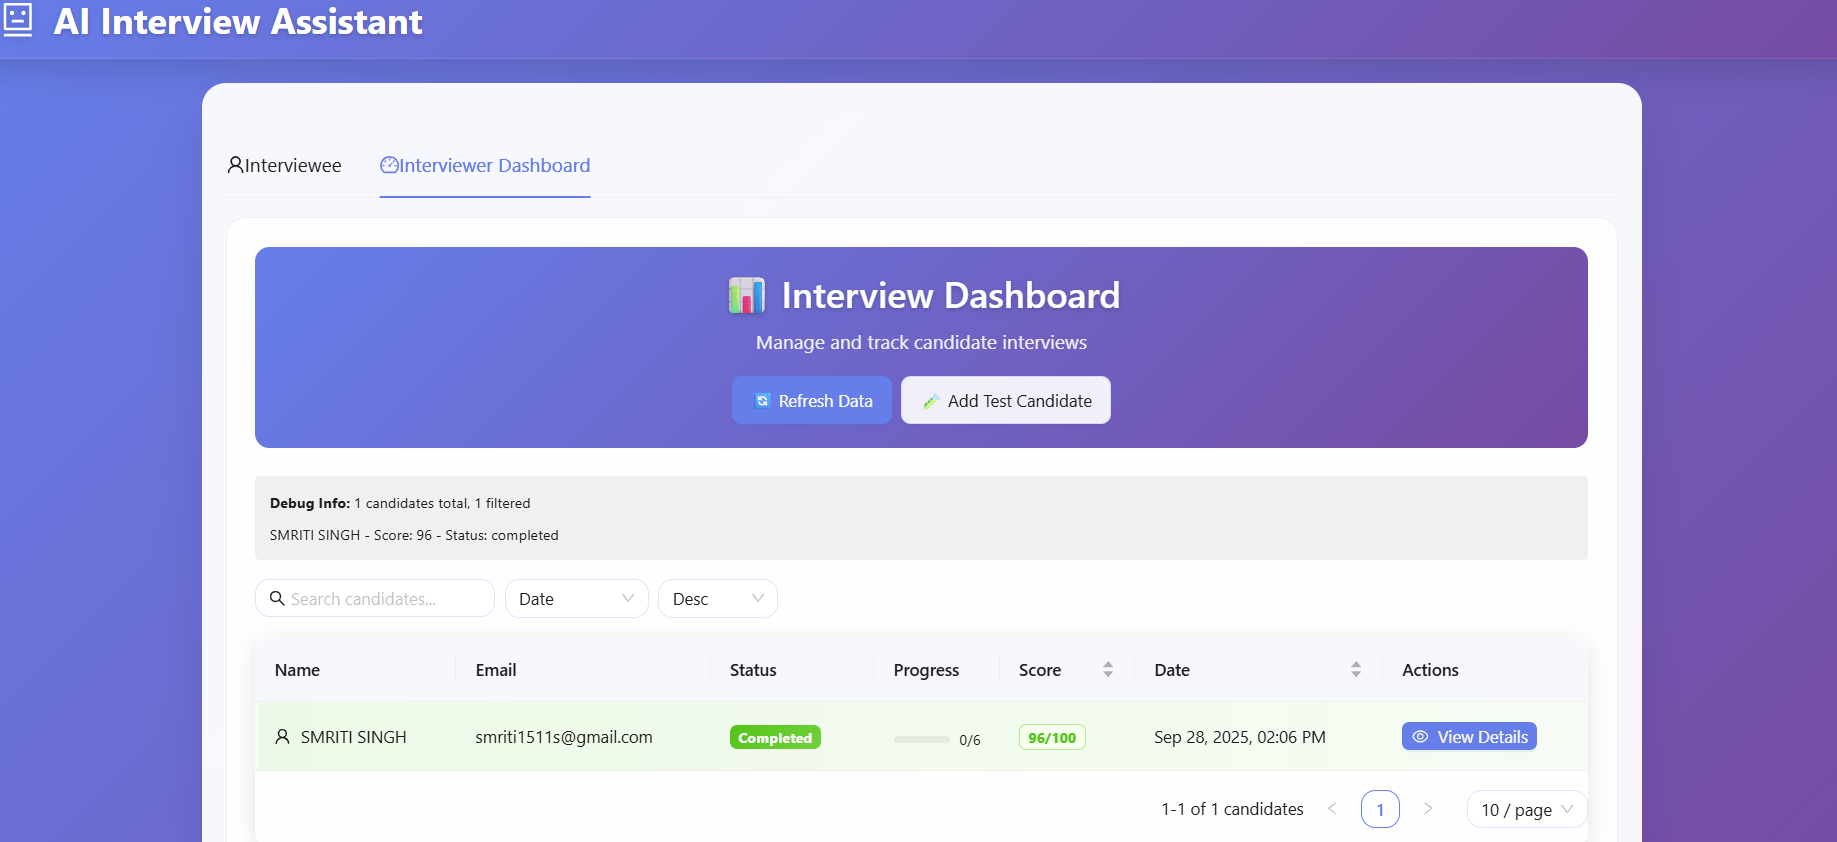 AI Interview Assistant
Interviewee
Interviewer Dashboard
Interview Dashboard
Manage and track candidate interviews
Refresh Data
Add Test Candidate
Debug Info: 1 candidates total, 1 filtered
SMRITI SINGH - Score: 96 - Status: completed
Search candidates...
Date
Desc
Name Email Status Progress Score Date Actions
SMRITI SINGH smriti1511s@gmail.com Completed 0/6 96/100 Sep 28, 2025, 02:06 PM View Details
1-1 of 1 candidates < 1 > 10 / page